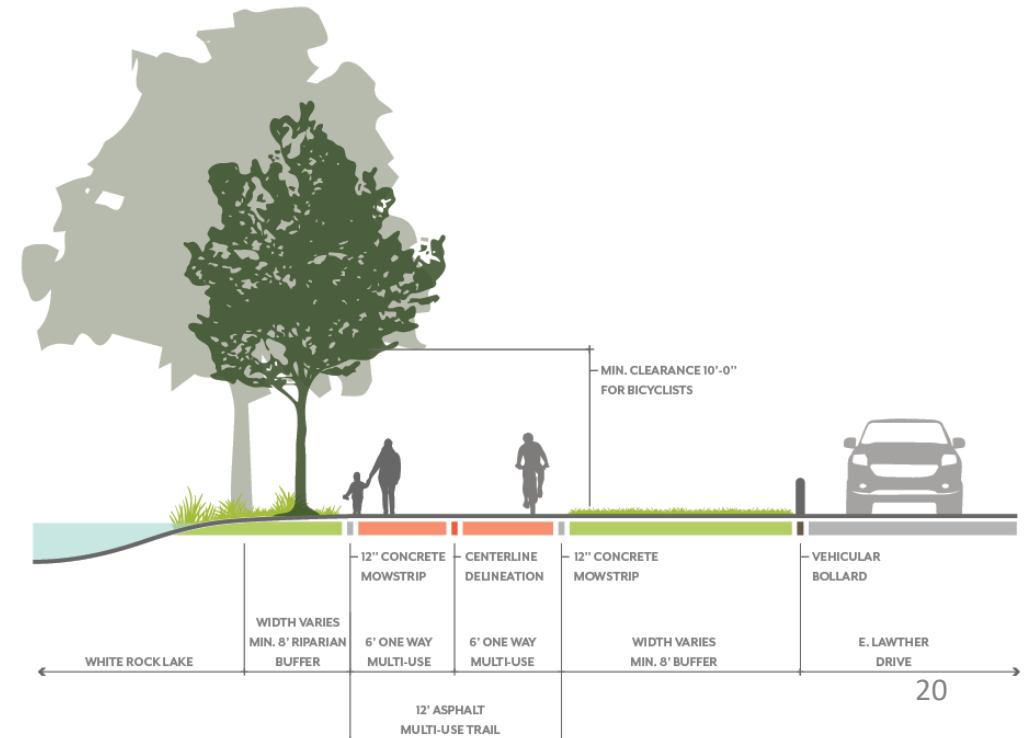 MIN. CLEARANCE 10'-0"
FOR BICYCLISTS
12" CONCRETE
MOWSTRIP
CENTERLINE
DELINEATION
12" CONCRETE
MOWSTRIP
VEHICULAR
BOLLARD
WHITE ROCK LAKE
WIDTH VARIES
MIN. 8' RIPARIAN
BUFFER
6' ONE WAY
MULTI-USE
6' ONE WAY
MULTI-USE
WIDTH VARIES
MIN. 8' BUFFER
E. LAWTHER
DRIVE
20
12' ASPHALT
MULTI-USE TRAIL